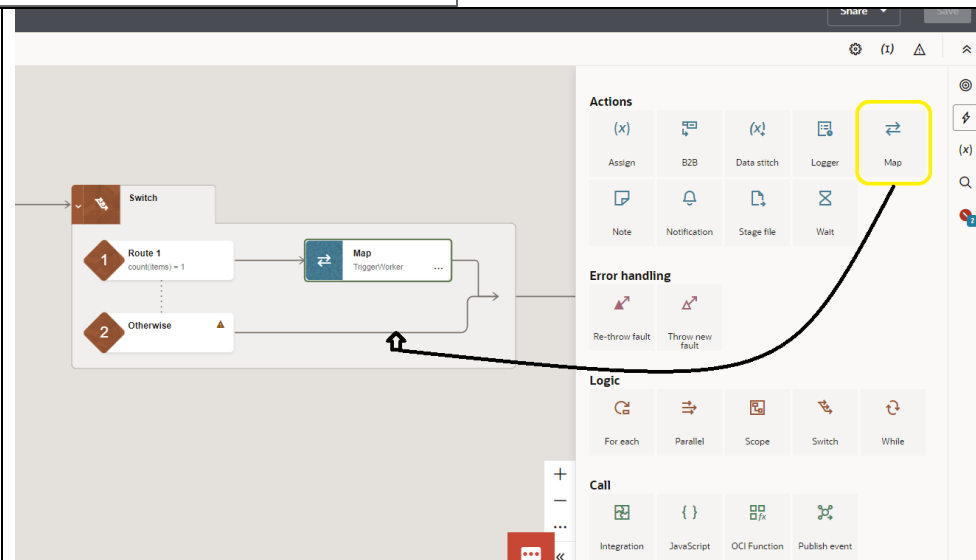 Share
Save
(x)
Actions
(x)
Assign
B2B
(x)
Data stitch
Logger
Map
Note
Notification
Stage file
Wait
2
Switch
1
Route 1
count(items) = 1
Map
TriggerWorker
...
2
Otherwise
Error handling
Re-throw fault
Throw new
fault
Logic
For each
Parallel
Scope
Switch
While
Call
{ }
fx
Integration
JavaScript
OCI Function
Publish event